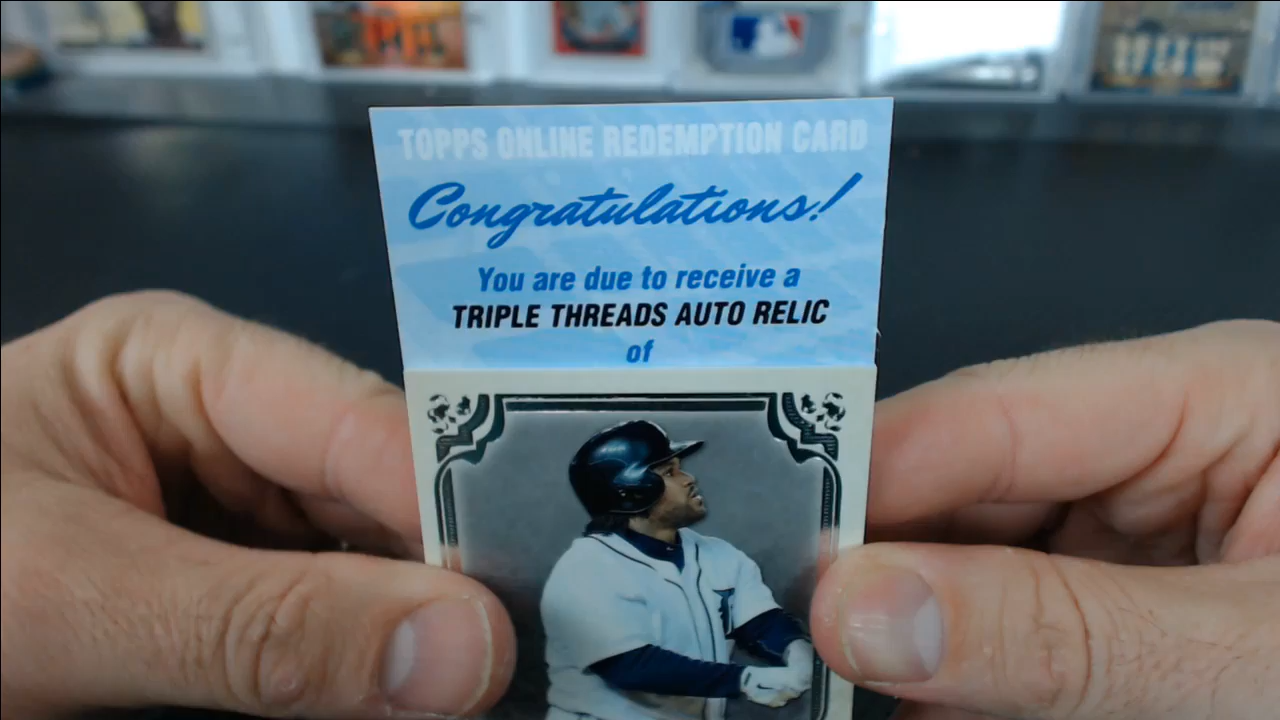 TOPPS ONLINE REDEMPTION CARD
Congratulations!
You are due to receive a
TRIPLE THREADS AUTO RELIC
of